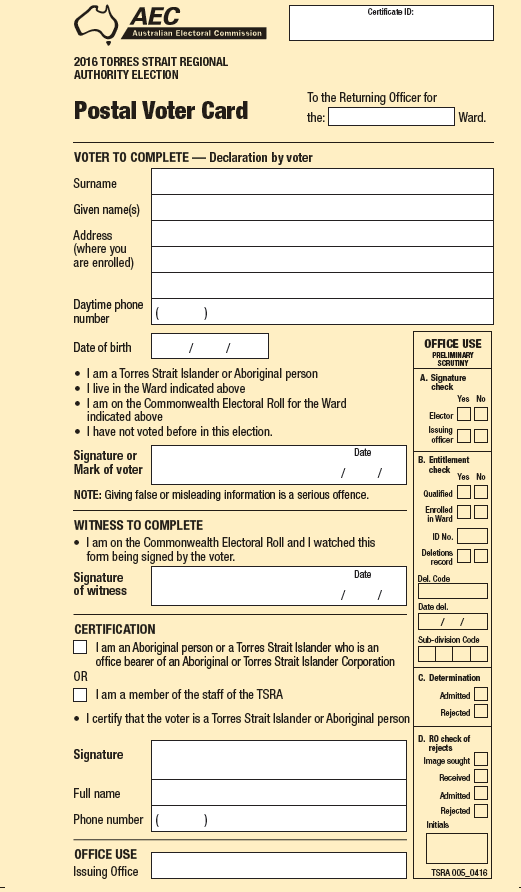 AEC
Australian Electoral Commission
Certificate ID:
2016 TORRES STRAIT REGIONAL
AUTHORITY ELECTION
Postal Voter Card
To the Returning Officer for
the: Ward.
VOTER TO COMPLETE — Declaration by voter
Surname
Given name(s)
Address
(where you
are enrolled)
Daytime phone
number ( )
Date of birth / /
• I am a Torres Strait Islander or Aboriginal person
• I live in the Ward indicated above
• I am on the Commonwealth Electoral Roll for the Ward
indicated above
• I have not voted before in this election.
Signature or
Mark of voter
Date
/ /
NOTE: Giving false or misleading information is a serious offence.
WITNESS TO COMPLETE
• I am on the Commonwealth Electoral Roll and I watched this
form being signed by the voter.
Signature
of witness
Date
/ /
CERTIFICATION
I am an Aboriginal person or a Torres Strait Islander who is an
office bearer of an Aboriginal or Torres Strait Islander Corporation
OR
I am a member of the staff of the TSRA
• I certify that the voter is a Torres Strait Islander or Aboriginal person
Signature
Full name
Phone number ( )
OFFICE USE
Issuing Office
OFFICE USE
PRELIMINARY
SCRUTINY
A. Signature
check
Yes No
Elector
Issuing
officer
B. Entitlement
check
Yes No
Qualified
Enrolled
in Ward
ID No.
Deletions
record
Del. Code
Date del.
/ /
Sub-division Code
C. Determination
Admitted
Rejected
D. RO check of
rejects
Image sought
Received
Admitted
Rejected
Initials
TSRA 005_0416